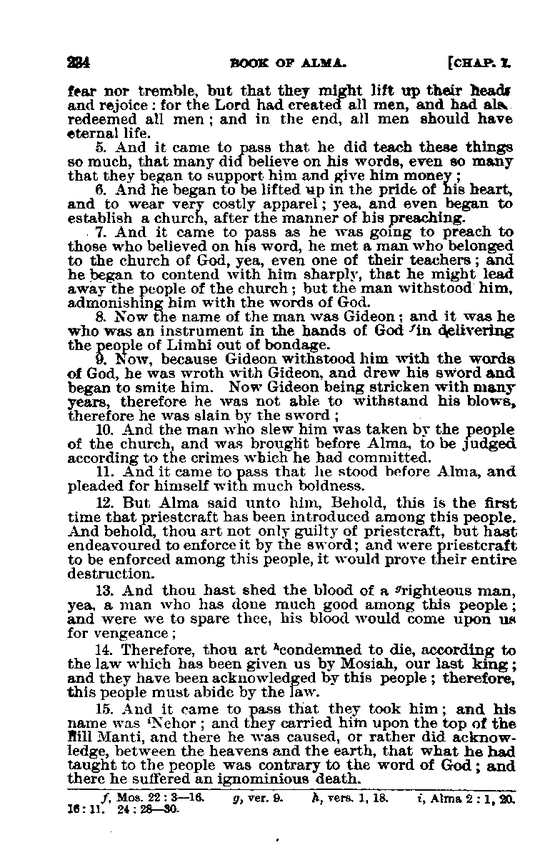 234 BOOK OF ALMA. [CHAP. 1.
fear nor tremble, but that they might lift up their heads
and rejoice: for the Lord had created all men, and had also
redeemed all men; and in the end, all men should have
eternal life.
5. And it came to pass that he did teach these things
so much, that many did believe on his words, even so many
that they began to support him and give him money;
6. And he began to be lifted up in the pride of his heart,
and to wear very costly apparel; yea, and even began to
establish a church, after the manner of his preaching.
7. And it came to pass as he was going to preach to
those who believed on his word, he met a man who belonged
to the church of God, yea, even one of their teachers; and
he began to contend with him sharply, that he might lead
away the people of the church; but the man withstood him,
admonishing him with the words of God.
8. Now the name of the man was Gideon; and it was he
who was an instrument in the hands of God fin delivering
the people of Limhi out of bondage.
9. Now, because Gideon withstood him with the words
of God, he was wroth with Gideon, and drew his sword and
began to smite him. Now Gideon being stricken with many
years, therefore he was not able to withstand his blows,
therefore he was slain by the sword;
10. And the man who slew him was taken by the people
of the church, and was brought before Alma, to be judged
according to the crimes which he had committed.
11. And it came to pass that he stood before Alma, and
pleaded for himself with much boldness.
12. But Alma said unto him, Behold, this is the first
time that priestcraft has been introduced among this people.
And behold, thou art not only guilty of priestcraft, but hast
endeavoured to enforce it by the sword; and were priestcraft
to be enforced among this people, it would prove their entire
destruction.
13. And thou hast shed the blood of a grighteous man,
yea, a man who has done much good among this people;
and were we to spare thee, his blood would come upon us
for vengeance;
14. Therefore, thou art hcondemned to die, according to
the law which has been given us by Mosiah, our last king;
and they have been acknowledged by this people; therefore,
this people must abide by the law.
15. And it came to pass that they took him; and his
name was iNehor; and they carried him upon the top of the
hill Manti, and there he was caused, or rather did acknow-
ledge, between the heavens and the earth, that what he had
taught to the people was contrary to the word of God; and
there he suffered an ignominious death.
f, Mos. 22: 3—16. g, ver. 9. h, vers. 1, 18. i, Alma 2: 1, 20.
16: 11. 24: 28—30.